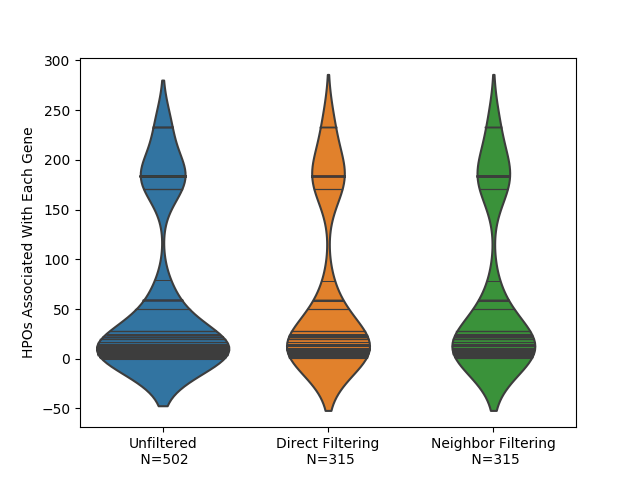 300
250
200
150
100
50
0
−50
HPOs Associated With Each Gene
Unfiltered
N=502
Direct Filtering
N=315
Neighbor Filtering
N=315